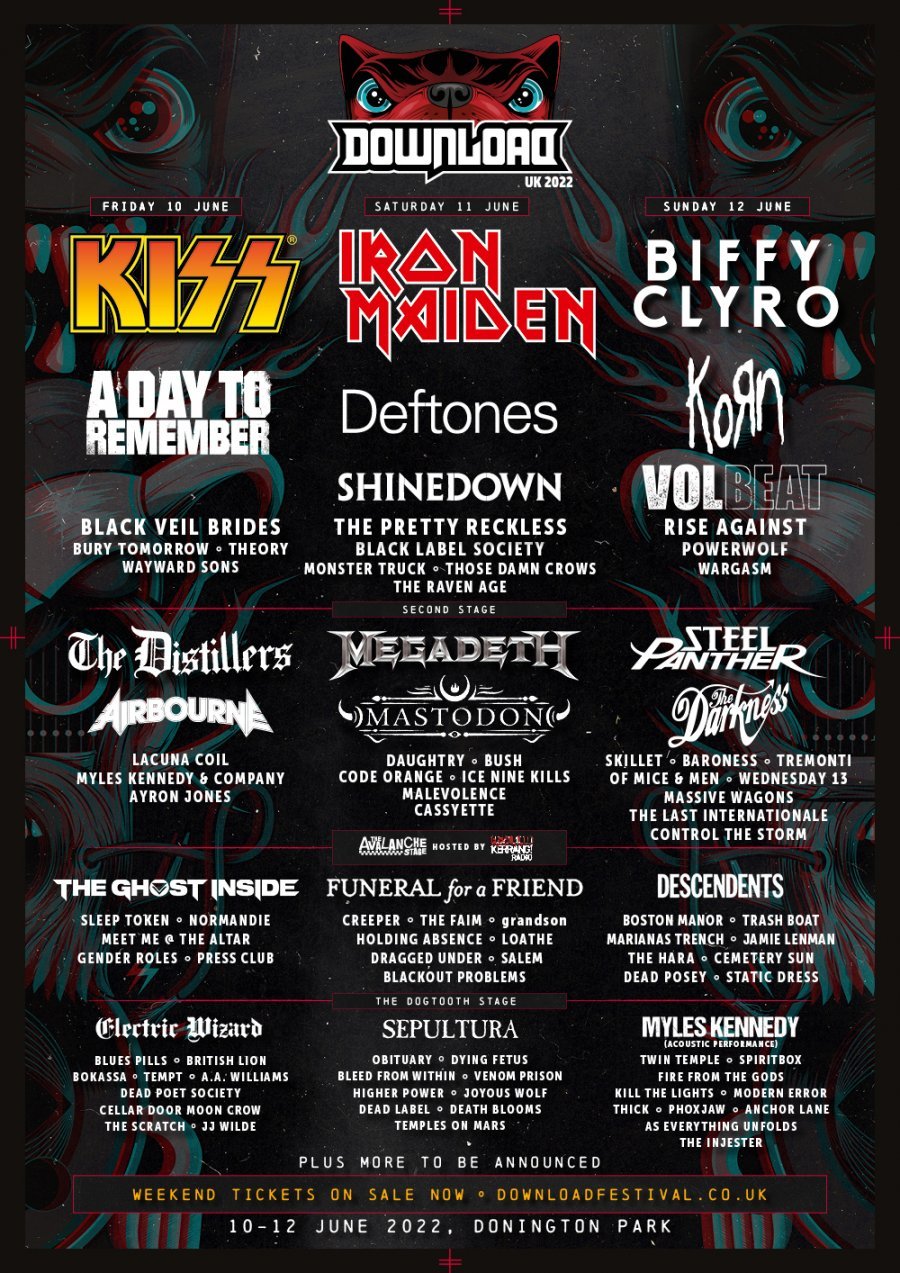 DOWNLOAD
UK 2022
FRIDAY 10 JUNE
KISS®
A DAY TO
REMEMBER
BLACK VEIL BRIDES
BURY TOMORROW ∘ THEORY
WAYWARD SONS
SATURDAY 11 JUNE
IRON
MAIDEN
Deftones
SHINEDOWN
THE PRETTY RECKLESS
BLACK LABEL SOCIETY
MONSTER TRUCK ∘ THOSE DAMN CROWS
THE RAVEN AGE
SUNDAY 12 JUNE
BIFFY
CLYRO
KoЯn
VOLBEAT
RISE AGAINST
POWERWOLF
WARGASM
SECOND STAGE
The Distillers
AIRBOURNE
LACUNA COIL
MYLES KENNEDY & COMPANY
AYRON JONES
MEGADETH
MASTODON
DAUGHTRY ∘ BUSH
CODE ORANGE ∘ ICE NINE KILLS
MALEVOLENCE
CASSYETTE
STEEL
PANTHER
The
Darkness
SKILLET ∘ BARONESS ∘ TREMONTI
OF MICE & MEN ∘ WEDNESDAY 13
MASSIVE WAGONS
THE LAST INTERNATIONALE
CONTROL THE STORM
THE AVALANCHE STAGE HOSTED BY KERRANG! RADIO
THE GHOST INSIDE
SLEEP TOKEN ∘ NORMANDIE
MEET ME @ THE ALTAR
GENDER ROLES ∘ PRESS CLUB
FUNERAL for a FRIEND
CREEPER ∘ THE FAIM ∘ grandson
HOLDING ABSENCE ∘ LOATHE
DRAGGED UNDER ∘ SALEM
BLACKOUT PROBLEMS
DESCENDENTS
BOSTON MANOR ∘ TRASH BOAT
MARIANAS TRENCH ∘ JAMIE LENMAN
THE HARA ∘ CEMETERY SUN
DEAD POSEY ∘ STATIC DRESS
THE DOGTOOTH STAGE
Electric Wizard
BLUES PILLS ∘ BRITISH LION
BOKASSA ∘ TEMPT ∘ A.A. WILLIAMS
DEAD POET SOCIETY
CELLAR DOOR MOON CROW
THE SCRATCH ∘ JJ WILDE
SEPULTURA
OBITUARY ∘ DYING FETUS
BLEED FROM WITHIN ∘ VENOM PRISON
HIGHER POWER ∘ JOYOUS WOLF
DEAD LABEL ∘ DEATH BLOOMS
TEMPLES ON MARS
MYLES KENNEDY
(ACOUSTIC PERFORMANCE)
TWIN TEMPLE ∘ SPIRITBOX
FIRE FROM THE GODS
KILL THE LIGHTS ∘ MODERN ERROR
THICK ∘ PHOXJAW ∘ ANCHOR LANE
AS EVERYTHING UNFOLDS
THE INJESTER
PLUS MORE TO BE ANNOUNCED
WEEKEND TICKETS ON SALE NOW ∘ DOWNLOADFESTIVAL.CO.UK
10-12 JUNE 2022, DONINGTON PARK